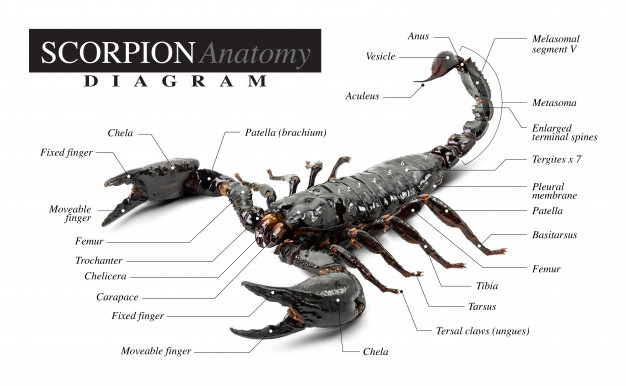 SCORPION Anatomy
DIAGRAM
Anus
Melasomal
segment V
Vesicle
Aculeus
Metasoma
Enlarged
terminal spines
Chela
Patella (brachium)
Fixed finger
Tergites x 7
Pleural
membrane
Moveable
finger
Patella
Femur
Basitarsus
Trochanter
Femur
Chelicera
Tibia
Carapace
Tarsus
Fixed finger
Tersal claws (ungues)
Moveable finger
Chela